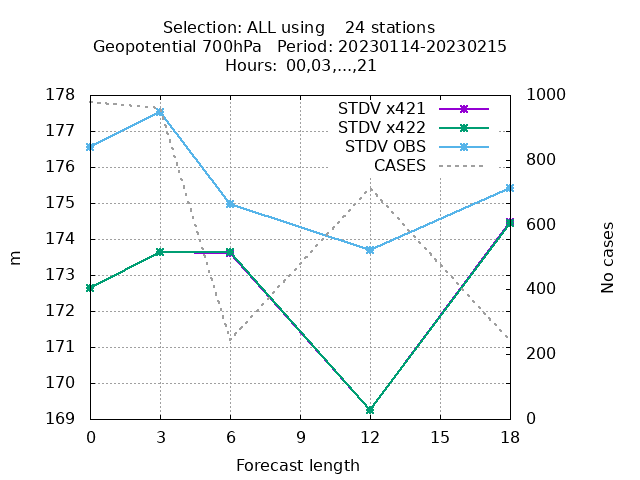 Selection: ALL using    24 stations
Geopotential 700hPa   Period: 20230114-20230215
Hours: 00,03,...,21
STDV x421
STDV x422
STDV OBS
CASES
178
177
176
175
174
173
172
171
170
169
m
1000
800
600
400
200
0
No cases
0 3 6 9 12 15 18
Forecast length